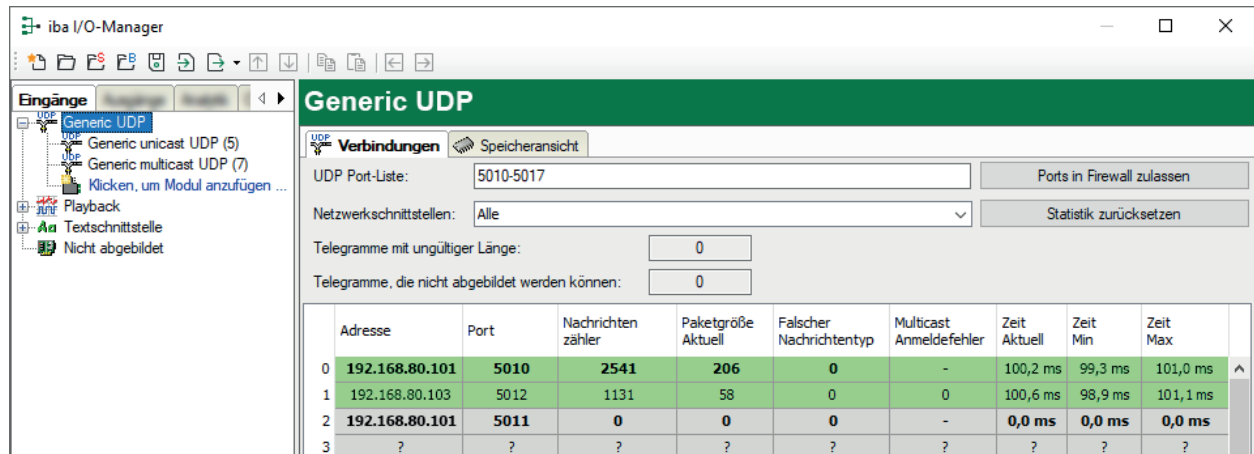 iba I/O-Manager
Eingänge
Generic UDP
UDP Generic UDP
UDP Generic unicast UDP (5)
UDP Generic multicast UDP (7)
Klicken, um Modul anzufügen ...
Playback
Aa Textschnittstelle
Nicht abgebildet
UDP Verbindungen Speicheransicht
UDP Port-Liste: 5010-5017 Ports in Firewall zulassen
Netzwerkschnittstellen: Alle Statistik zurücksetzen
Telegramme mit ungültiger Länge: 0
Telegramme, die nicht abgebildet werden können: 0
Adresse Port Nachrichten zähler Paketgröße Aktuell Falscher Nachrichtentyp Multicast Anmeldefehler Zeit Aktuell Zeit Min Zeit Max
0 192.168.80.101 5010 2541 206 0 - 100,2 ms 99,3 ms 101,0 ms
1 192.168.80.103 5012 1131 58 0 0 100,6 ms 98,9 ms 101,1 ms
2 192.168.80.101 5011 0 0 0 - 0,0 ms 0,0 ms 0,0 ms
3 ? ? ? ? ? ? ? ? ?